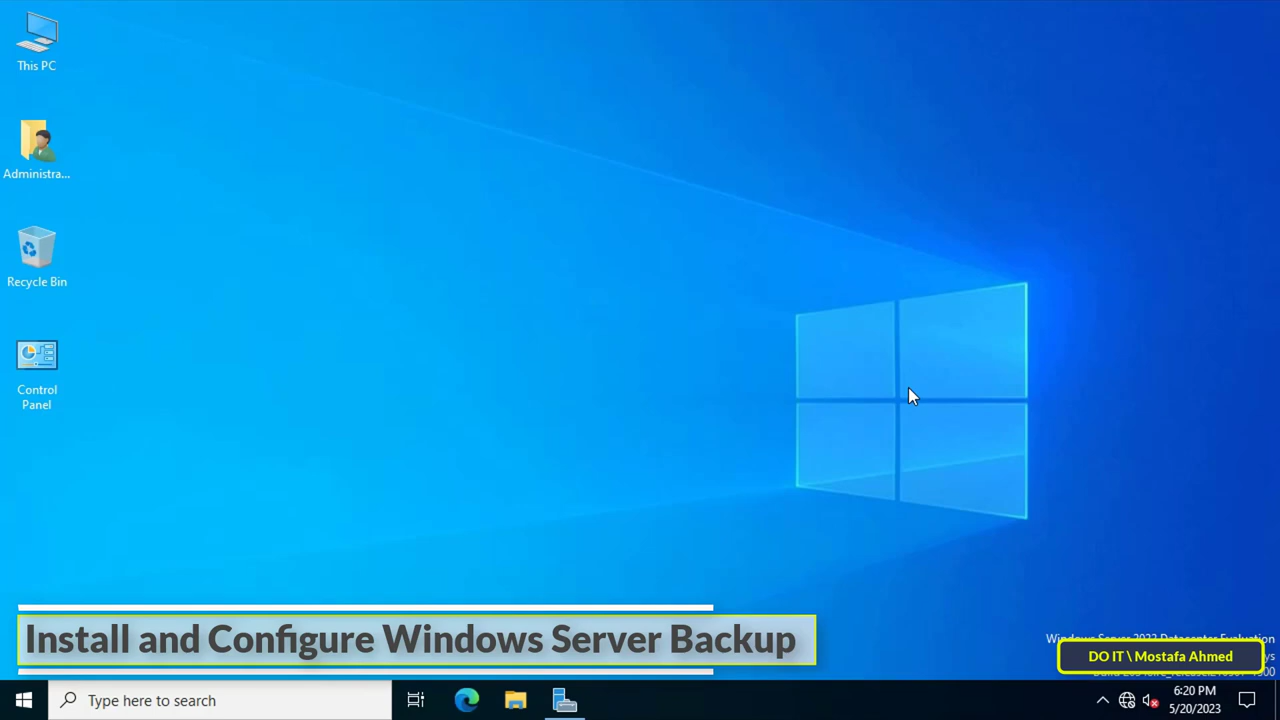 This PC
Administra...
Recycle Bin
Control
Panel
Install and Configure Windows Server Backup
DO IT \ Mostafa Ahmed
Type here to search
6:20 PM
5/20/2023